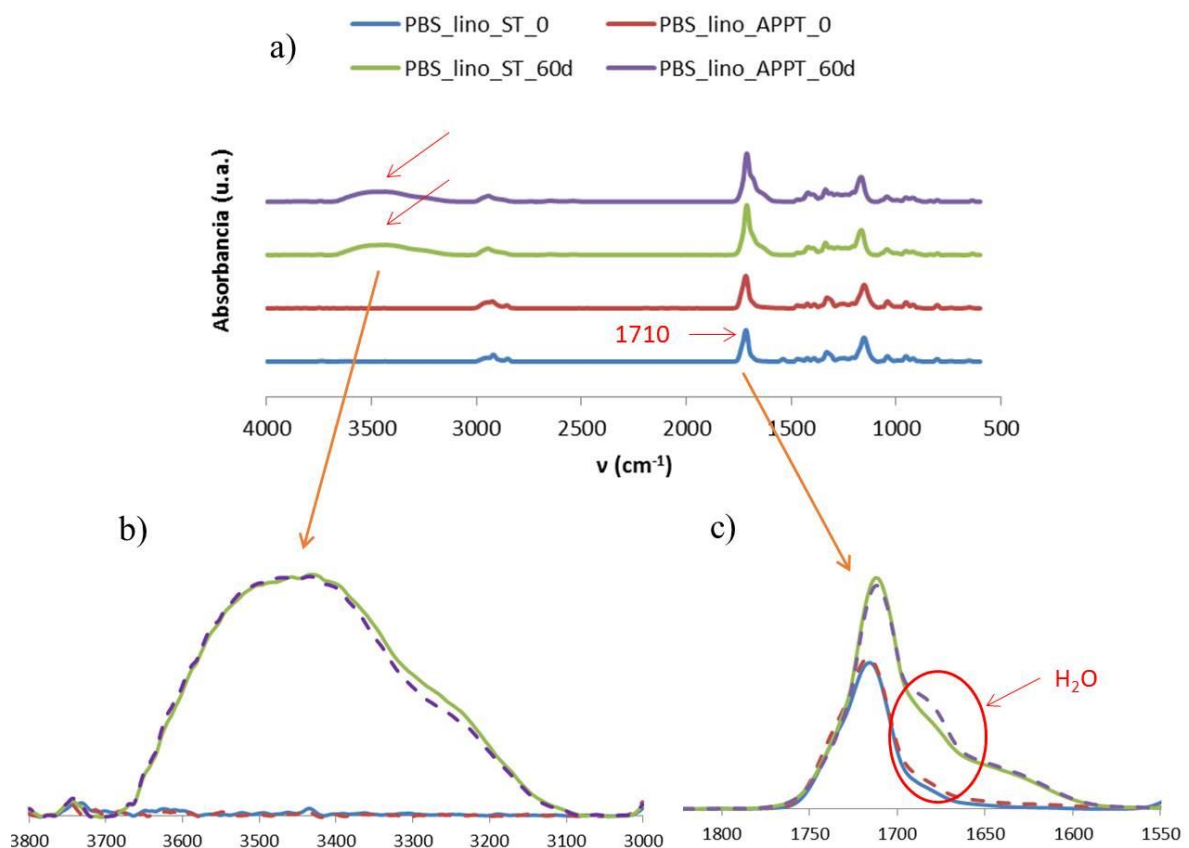 PBS_lino_ST_0 PBS_lino_APPT_0
a)
PBS_lino_ST_60d PBS_lino_APPT_60d
Absorbancia (u.a.)
1710
4000 3500 3000 2500 2000 1500 1000 500
ν (cm⁻¹)
b)
c)
H₂O
3800 3700 3600 3500 3400 3300 3200 3100 3000
1800 1750 1700 1650 1600 1550